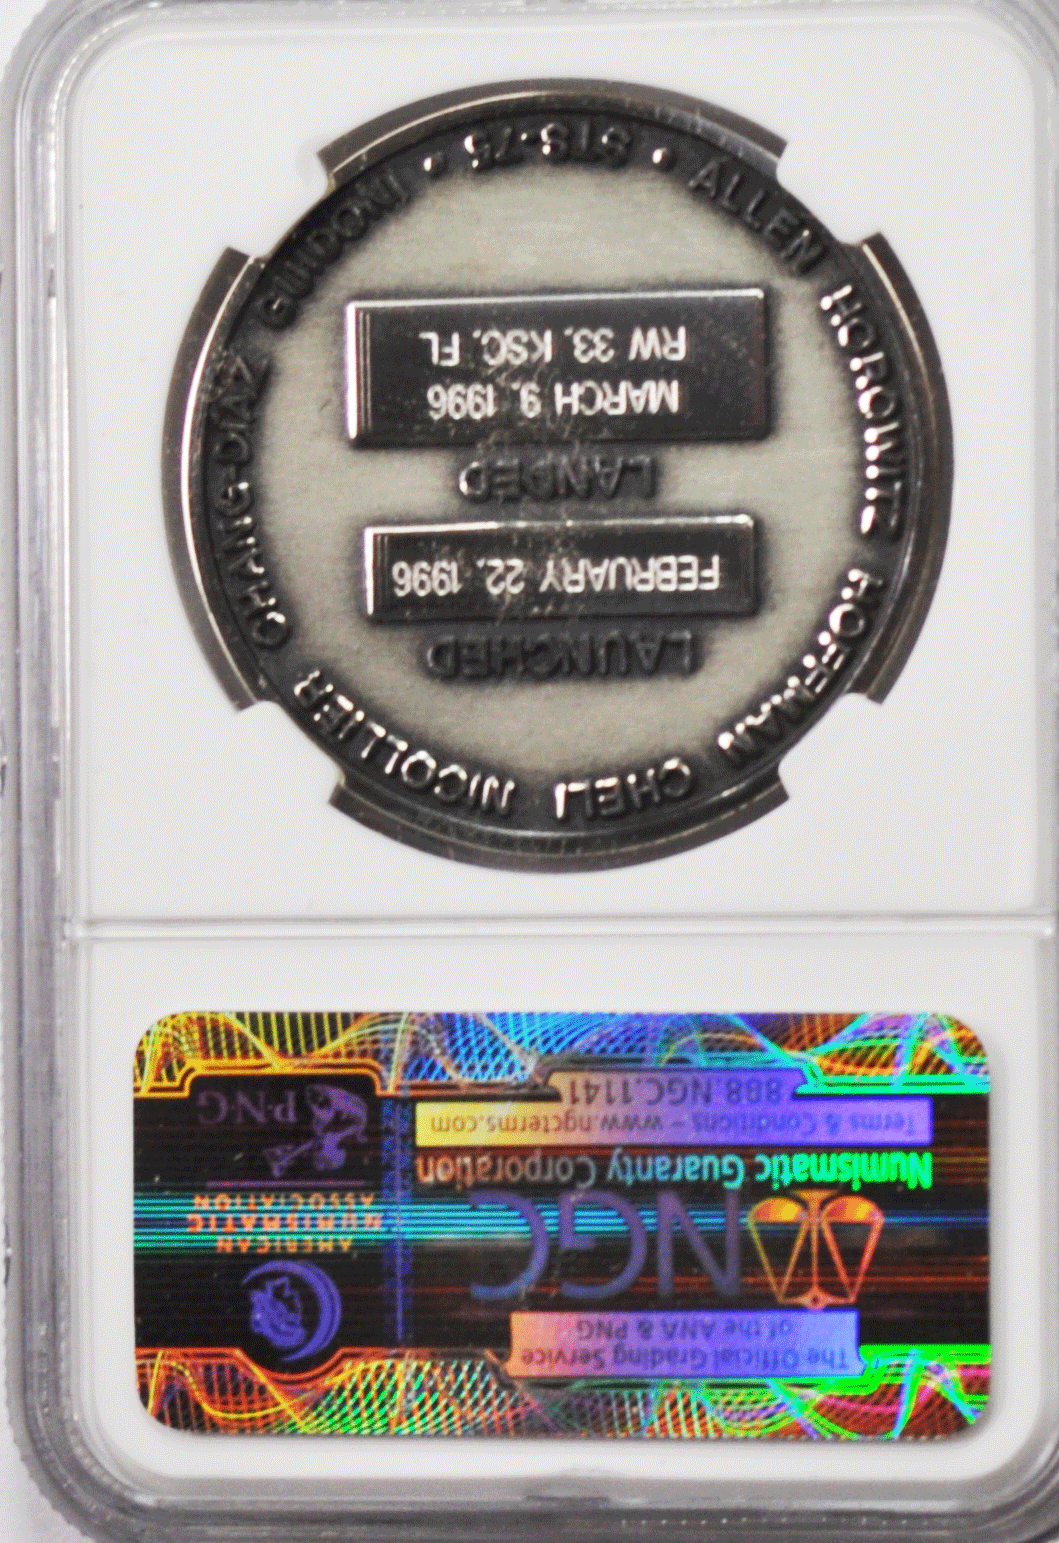 The Official Grading Service
of the ANA & PNG
NGC
Numismatic Guaranty Corporation
Terms & Conditions - www.ngcterms.com
888.NGC.1141
AMERICAN
NUMISMATIC
ASSOCIATION
PNG
LAUNCHED
FEBRUARY 22, 1996
LANDED
MARCH 9, 1996
RW 33, KSC, FL
STS-75 • ALLEN HOROWITZ HOFFMAN CHELI NICOLLIER CHANG-DIAZ GUIDONI •